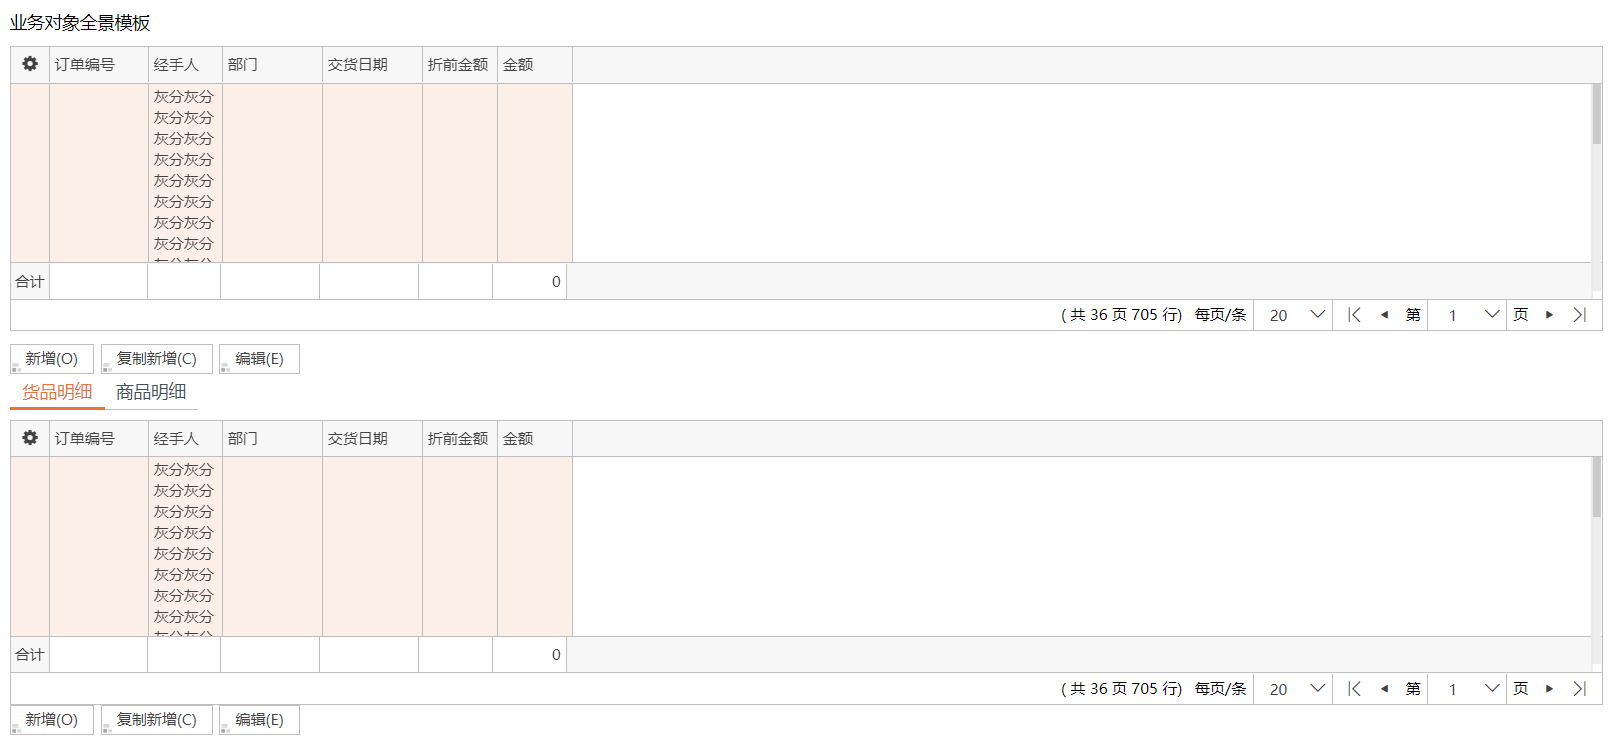 业务对象全景模板
订单编号 经手人 部门 交货日期 折前金额 金额
灰分灰分
灰分灰分
灰分灰分
灰分灰分
灰分灰分
灰分灰分
灰分灰分
灰分灰分
灰分灰分
合计 0
( 共 36 页 705 行) 每页/条 20 第 1 页
新增(O) 复制新增(C) 编辑(E)
货品明细 商品明细
订单编号 经手人 部门 交货日期 折前金额 金额
灰分灰分
灰分灰分
灰分灰分
灰分灰分
灰分灰分
灰分灰分
灰分灰分
灰分灰分
灰分灰分
合计 0
( 共 36 页 705 行) 每页/条 20 第 1 页
新增(O) 复制新增(C) 编辑(E)